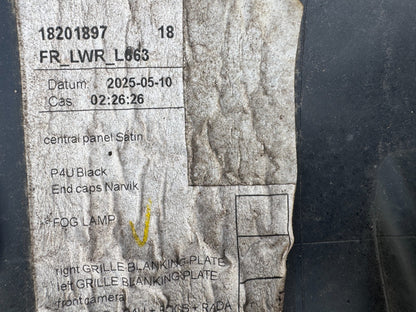 18201897 18
FR_LWR_L663
Datum: 2025-05-10
Cas: 02:26:26
central panel Satin
P4U Black
End caps Narvik
FOG LAMP
right GRILLE BLANKING PLATE
left GRILLE BLANKING PLATE
front camera